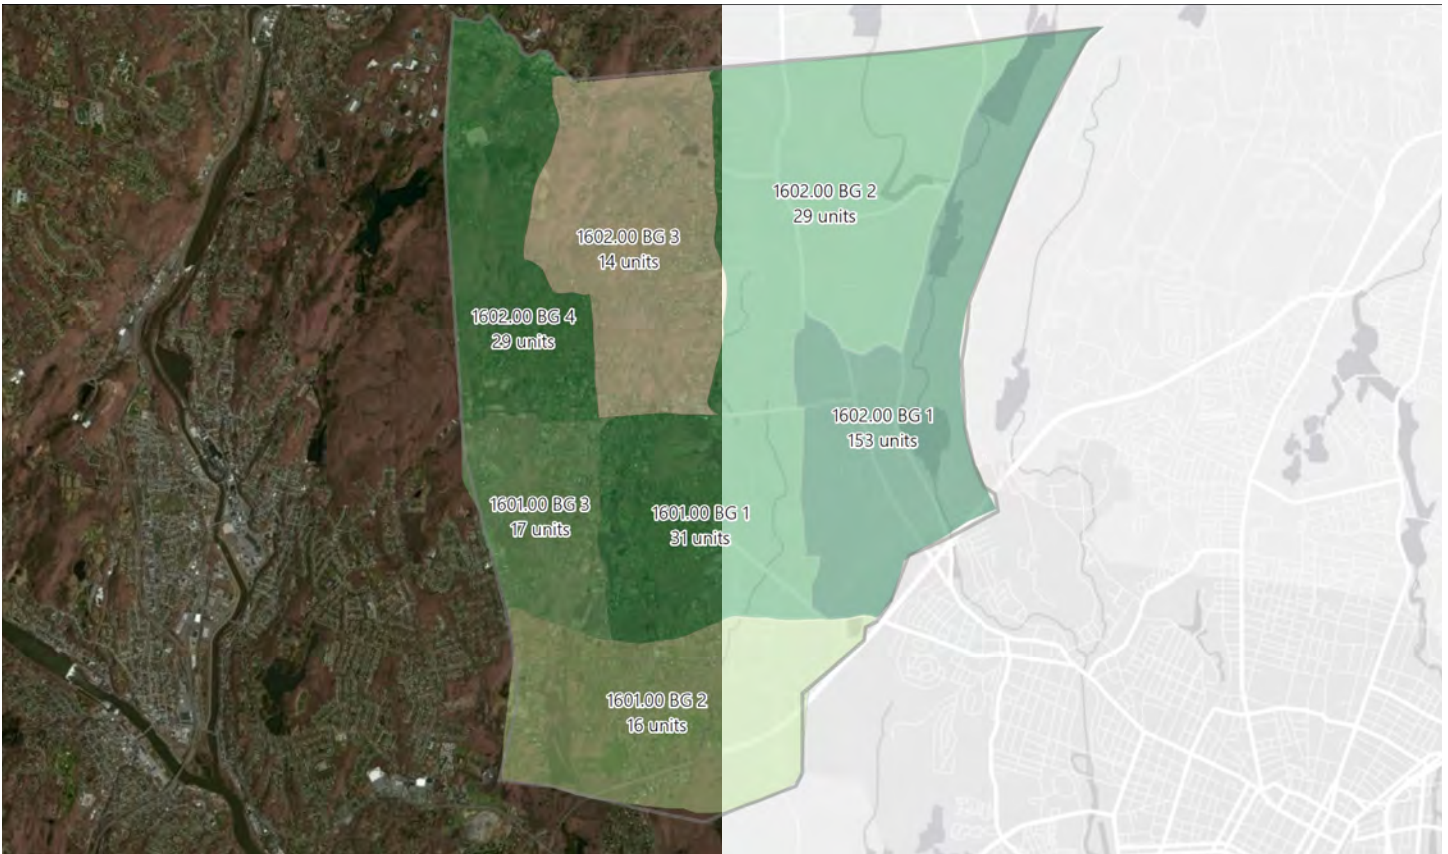 1602.00 BG 2
29 units
1602.00 BG 3
14 units
1602.00 BG 4
29 units
1602.00 BG 1
153 units
1601.00 BG 3
17 units
1601.00 BG 1
31 units
1601.00 BG 2
16 units